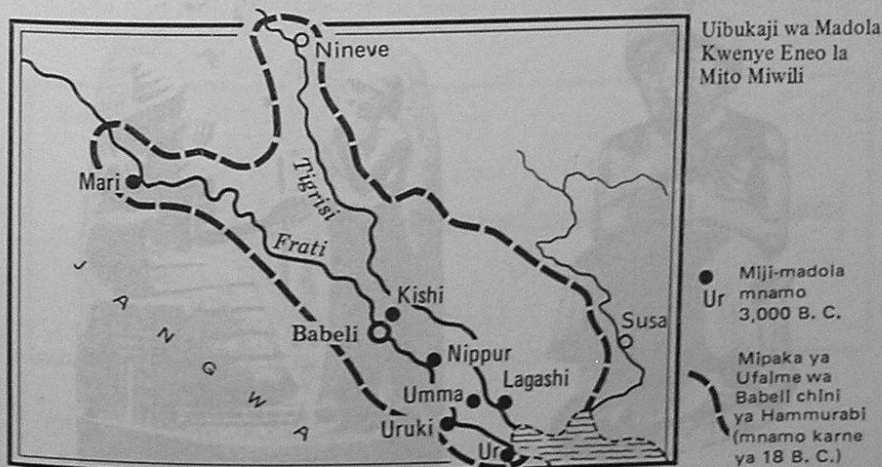 Uibukaji wa Madola
Kwenye Eneo la
Mito Miwili
Nineve
Mari
Tigrisi
Frati
Kishi
Babeli
Nippur
Susa
Umma
Lagashi
Uruki
Ur
JANGWA
Miji-madola
Ur mnamo
3,000 B. C.
Mipaka ya
Ufalme wa
Babeli chini
ya Hammurabi
(mnamo karne
ya 18 B. C.)